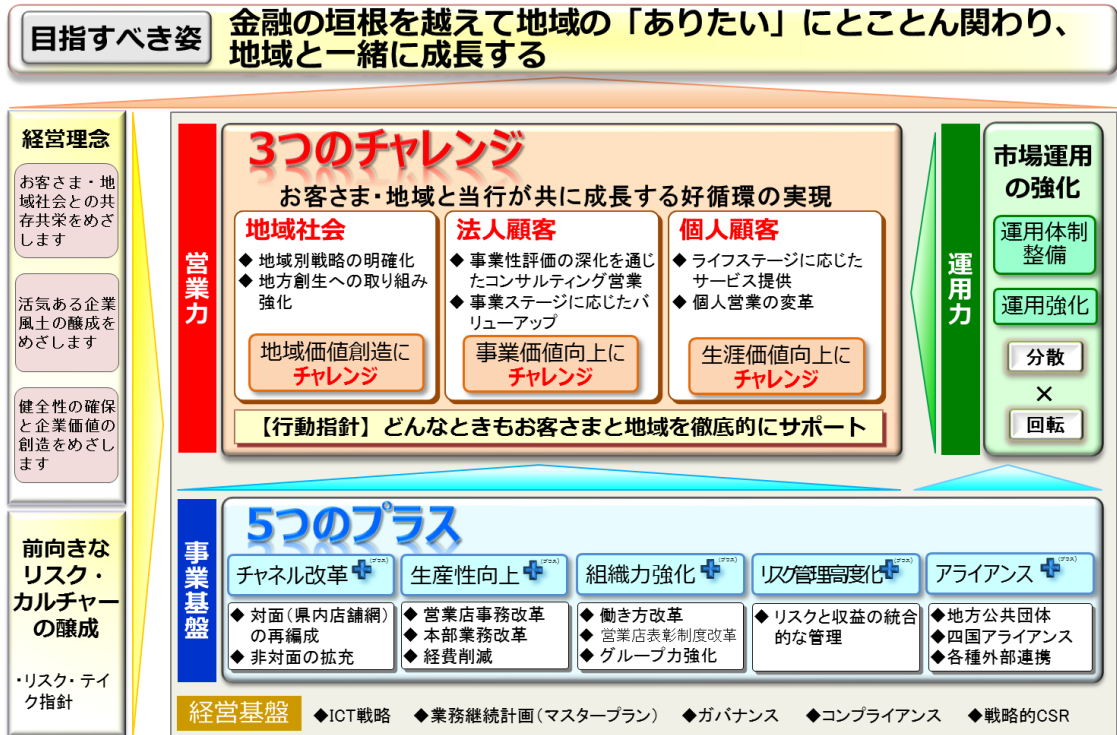 目指すべき姿
金融の垣根を越えて地域の「ありたい」にとことん関わり、
地域と一緒に成長する
経営理念
お客さま・地
域社会との共
存共栄をめざ
します
活気ある企業
風土の醸成を
めざします
健全性の確保
と企業価値の
創造をめざし
ます
前向きな
リスク・
カルチャー
の醸成
・リスク・テイ
ク指針
営業力
3つのチャレンジ
お客さま・地域と当行が共に成長する好循環の実現
地域社会
◆ 地域別戦略の明確化
◆ 地方創生への取り組み
強化
地域価値創造に
チャレンジ
法人顧客
◆ 事業性評価の深化を通じ
たコンサルティング営業
◆ 事業ステージに応じたバ
リューアップ
事業価値向上に
チャレンジ
個人顧客
◆ ライフステージに応じた
サービス提供
◆ 個人営業の変革
生涯価値向上に
チャレンジ
【行動指針】どんなときもお客さまと地域を徹底的にサポート
運用力
市場運用
の強化
運用体制
整備
運用強化
分散
×
回転
事業基盤
5つのプラス
チャネル改革+(プラス)
◆ 対面(県内店舗網)
の再編成
◆ 非対面の拡充
生産性向上+(プラス)
◆ 営業店事務改革
◆ 本部業務改革
◆ 経費削減
組織力強化+(プラス)
◆ 働き方改革
◆ 営業店表彰制度改革
◆ グループ力強化
リスク管理高度化+(プラス)
◆ リスクと収益の統合
的な管理
アライアンス+(プラス)
◆地方公共団体
◆四国アライアンス
◆各種外部連携
経営基盤
◆ICT戦略 ◆業務継続計画(マスタープラン) ◆ガバナンス ◆コンプライアンス ◆戦略的CSR